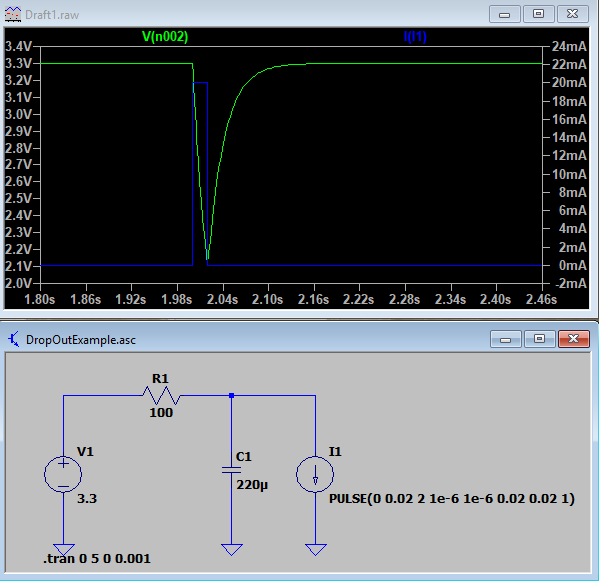 Draft1.raw
V(n002) I(I1)
3.4V 24mA
3.3V 22mA
3.2V 20mA
3.1V 18mA
3.0V 16mA
2.9V 14mA
2.8V 12mA
2.7V 10mA
2.6V 8mA
2.5V 6mA
2.4V 4mA
2.3V 2mA
2.2V 0mA
2.1V -2mA
2.0V
1.80s 1.86s 1.92s 1.98s 2.04s 2.10s 2.16s 2.22s 2.28s 2.34s 2.40s 2.46s
DropOutExample.asc
R1
100
V1
3.3
C1
220µ
I1
PULSE(0 0.02 2 1e-6 1e-6 0.02 0.02 1)
.tran 0 5 0 0.001